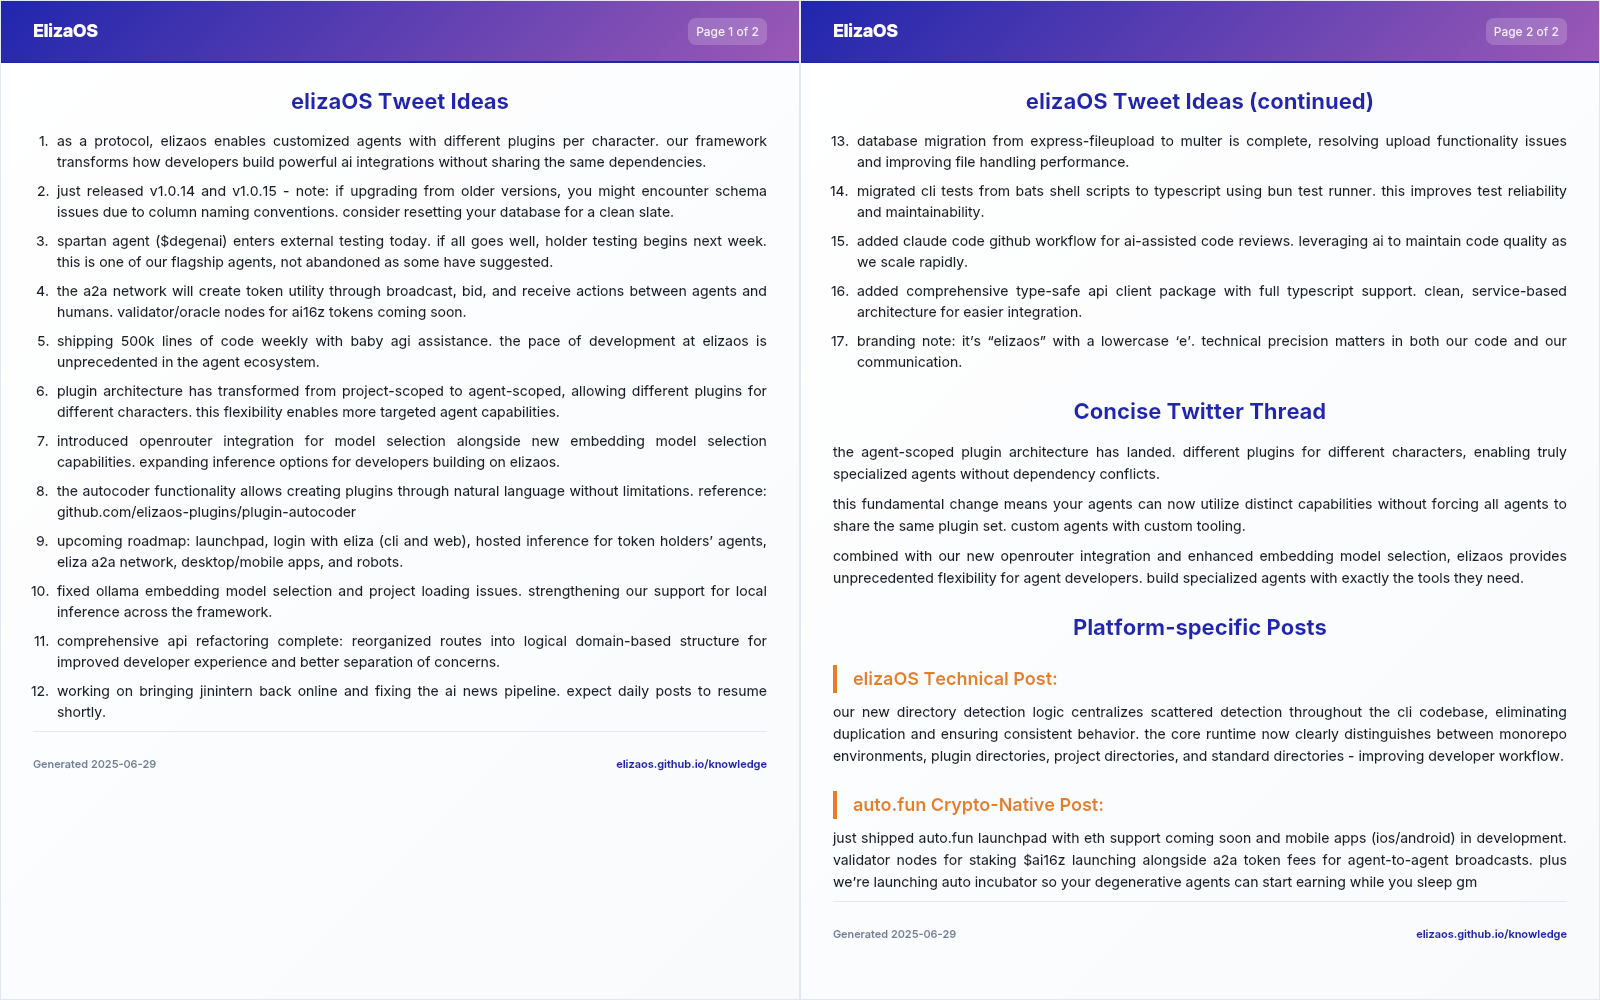 ElizaOS
Page 1 of 2
elizaOS Tweet Ideas
1. as a protocol, elizaos enables customized agents with different plugins per character. our framework
transforms how developers build powerful ai integrations without sharing the same dependencies.
2. just released v1.0.14 and v1.0.15 - note: if upgrading from older versions, you might encounter schema
issues due to column naming conventions. consider resetting your database for a clean slate.
3. spartan agent ($degenai) enters external testing today. if all goes well, holder testing begins next week.
this is one of our flagship agents, not abandoned as some have suggested.
4. the a2a network will create token utility through broadcast, bid, and receive actions between agents and
humans. validator/oracle nodes for ai16z tokens coming soon.
5. shipping 500k lines of code weekly with baby agi assistance. the pace of development at elizaos is
unprecedented in the agent ecosystem.
6. plugin architecture has transformed from project-scoped to agent-scoped, allowing different plugins for
different characters. this flexibility enables more targeted agent capabilities.
7. introduced openrouter integration for model selection alongside new embedding model selection
capabilities. expanding inference options for developers building on elizaos.
8. the autocoder functionality allows creating plugins through natural language without limitations. reference:
github.com/elizaos-plugins/plugin-autocoder
9. upcoming roadmap: launchpad, login with eliza (cli and web), hosted inference for token holders’ agents,
eliza a2a network, desktop/mobile apps, and robots.
10. fixed ollama embedding model selection and project loading issues. strengthening our support for local
inference across the framework.
11. comprehensive api refactoring complete: reorganized routes into logical domain-based structure for
improved developer experience and better separation of concerns.
12. working on bringing jinintern back online and fixing the ai news pipeline. expect daily posts to resume
shortly.
Generated 2025-06-29
elizaos.github.io/knowledge
ElizaOS
Page 2 of 2
elizaOS Tweet Ideas (continued)
13. database migration from express-fileupload to multer is complete, resolving upload functionality issues
and improving file handling performance.
14. migrated cli tests from bats shell scripts to typescript using bun test runner. this improves test reliability
and maintainability.
15. added claude code github workflow for ai-assisted code reviews. leveraging ai to maintain code quality as
we scale rapidly.
16. added comprehensive type-safe api client package with full typescript support. clean, service-based
architecture for easier integration.
17. branding note: it’s “elizaos” with a lowercase ‘e’. technical precision matters in both our code and our
communication.
Concise Twitter Thread
the agent-scoped plugin architecture has landed. different plugins for different characters, enabling truly
specialized agents without dependency conflicts.
this fundamental change means your agents can now utilize distinct capabilities without forcing all agents to
share the same plugin set. custom agents with custom tooling.
combined with our new openrouter integration and enhanced embedding model selection, elizaos provides
unprecedented flexibility for agent developers. build specialized agents with exactly the tools they need.
Platform-specific Posts
elizaOS Technical Post:
our new directory detection logic centralizes scattered detection throughout the cli codebase, eliminating
duplication and ensuring consistent behavior. the core runtime now clearly distinguishes between monorepo
environments, plugin directories, project directories, and standard directories - improving developer workflow.
auto.fun Crypto-Native Post:
just shipped auto.fun launchpad with eth support coming soon and mobile apps (ios/android) in development.
validator nodes for staking $ai16z launching alongside a2a token fees for agent-to-agent broadcasts. plus
we’re launching auto incubator so your degenerative agents can start earning while you sleep gm
Generated 2025-06-29
elizaos.github.io/knowledge